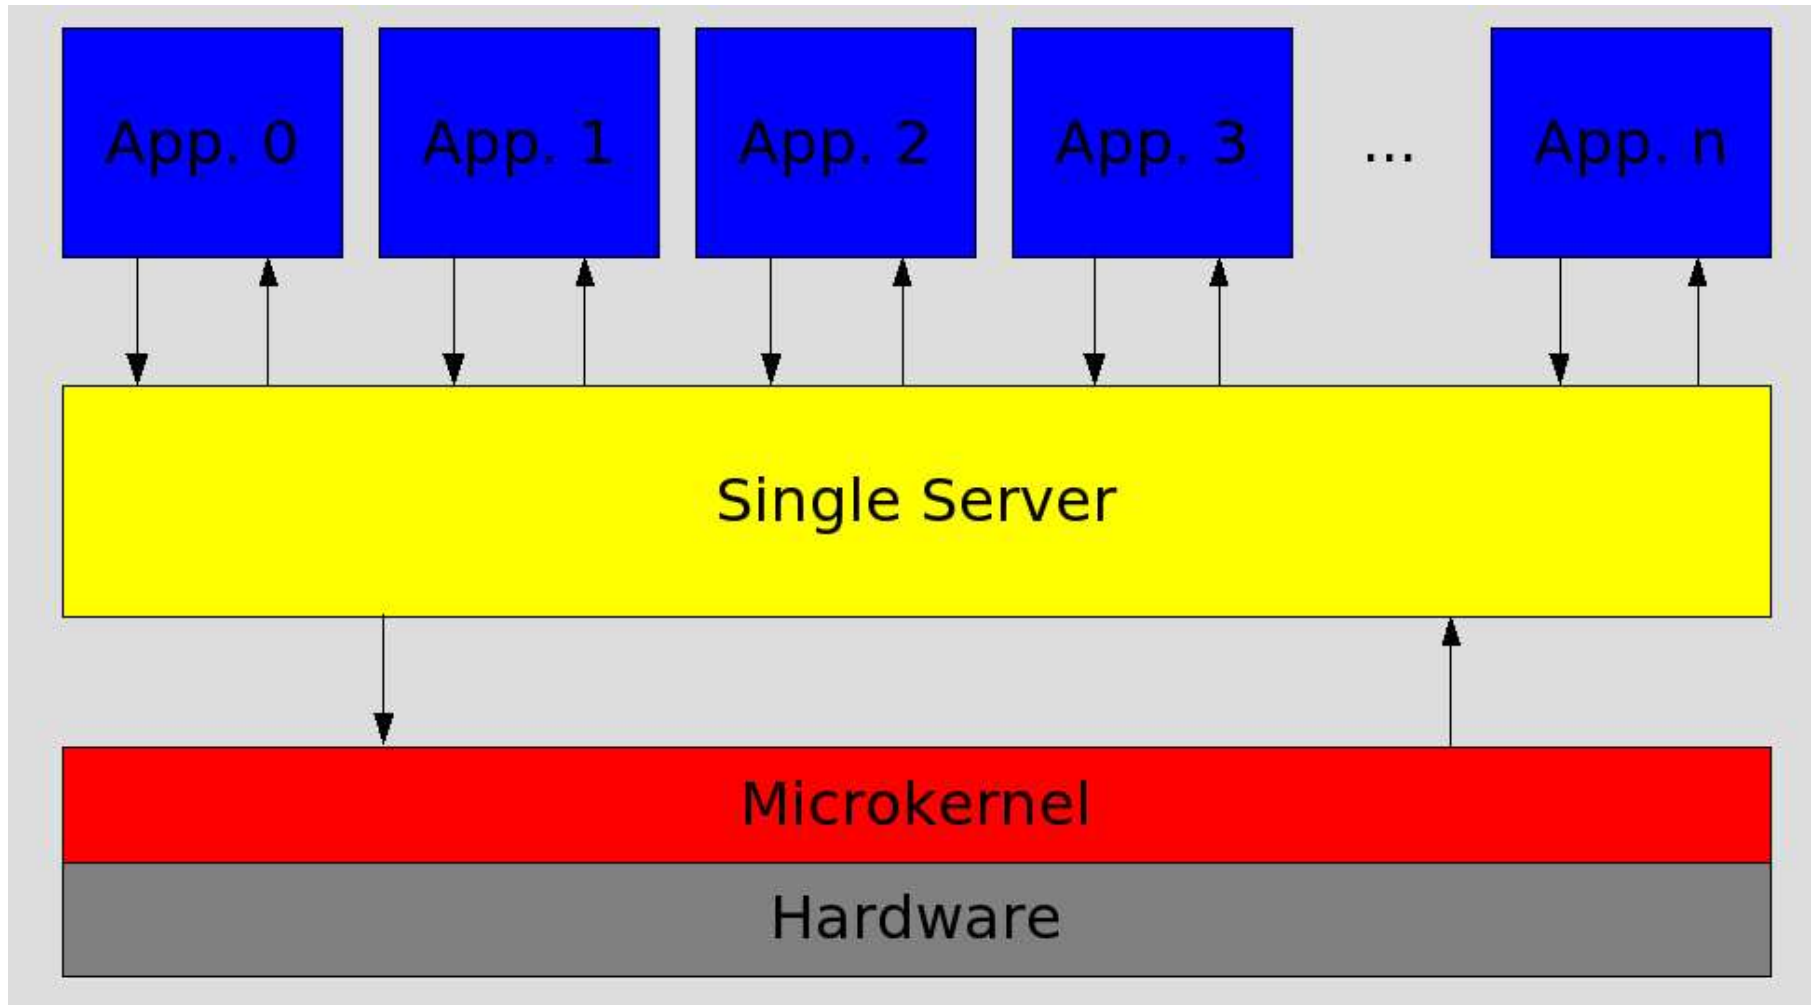 App. 0 App. 1 App. 2 App. 3 ... App. n
Single Server
Microkernel
Hardware